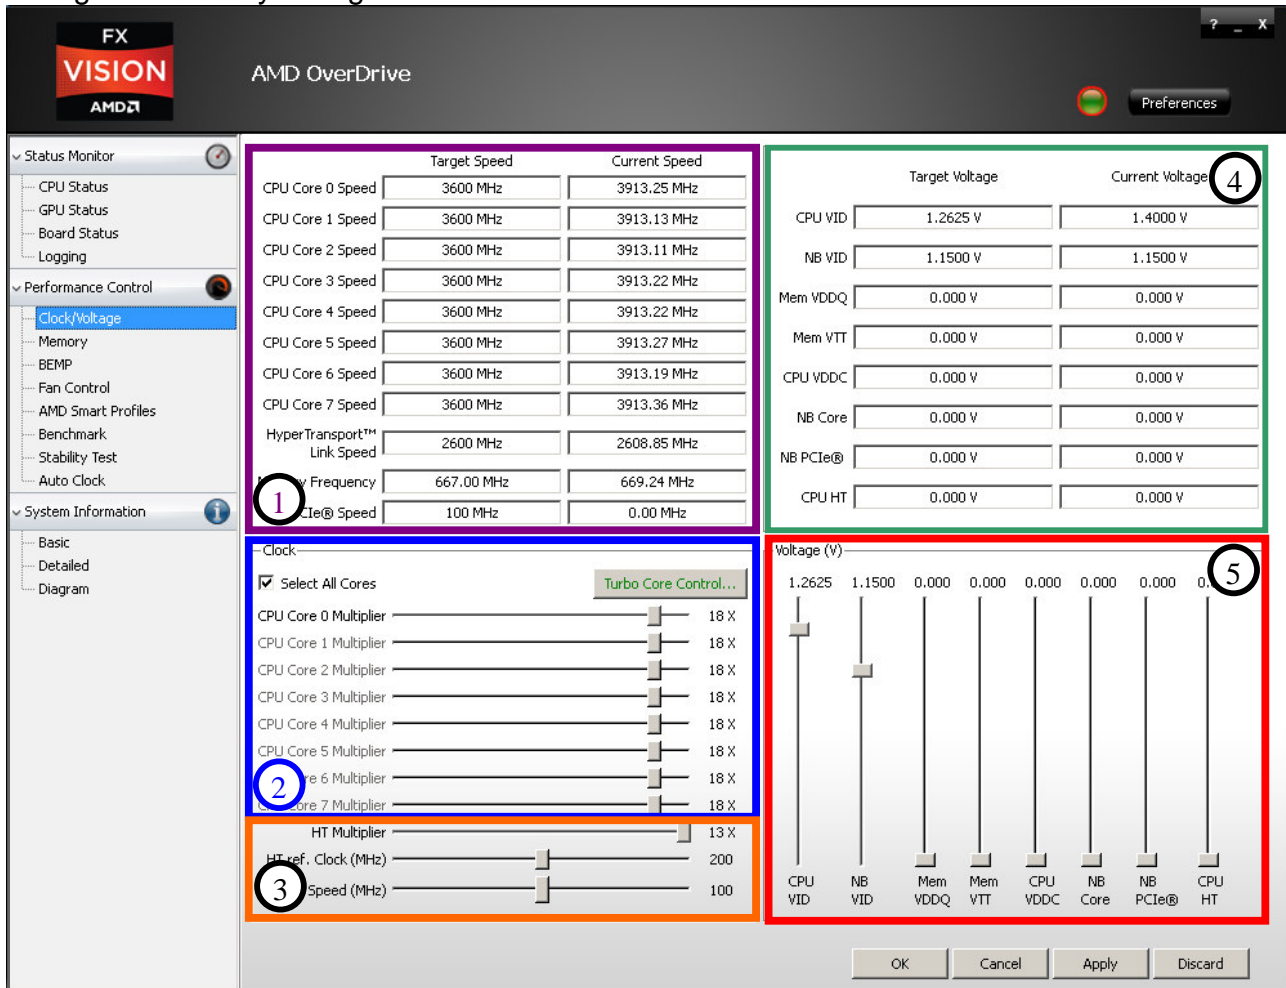 ? _ X
FX
VISION
AMD
AMD OverDrive
Preferences
Status Monitor
CPU Status
GPU Status
Board Status
Logging
Performance Control
Clock/Voltage
Memory
BEMP
Fan Control
AMD Smart Profiles
Benchmark
Stability Test
Auto Clock
System Information
Basic
Detailed
Diagram
Target Speed Current Speed
CPU Core 0 Speed 3600 MHz 3913.25 MHz
CPU Core 1 Speed 3600 MHz 3913.13 MHz
CPU Core 2 Speed 3600 MHz 3913.11 MHz
CPU Core 3 Speed 3600 MHz 3913.22 MHz
CPU Core 4 Speed 3600 MHz 3913.22 MHz
CPU Core 5 Speed 3600 MHz 3913.27 MHz
CPU Core 6 Speed 3600 MHz 3913.19 MHz
CPU Core 7 Speed 3600 MHz 3913.36 MHz
HyperTransport™
Link Speed 2600 MHz 2608.85 MHz
Frequency 667.00 MHz 669.24 MHz
1
Speed 100 MHz 0.00 MHz
Target Voltage Current Voltage
4
CPU VID 1.2625 V 1.4000 V
NB VID 1.1500 V 1.1500 V
Mem VDDQ 0.000 V 0.000 V
Mem VTT 0.000 V 0.000 V
CPU VDDC 0.000 V 0.000 V
NB Core 0.000 V 0.000 V
NB PCIe® 0.000 V 0.000 V
CPU HT 0.000 V 0.000 V
Clock
Select All Cores Turbo Core Control...
CPU Core 0 Multiplier 18 X
CPU Core 1 Multiplier 18 X
CPU Core 2 Multiplier 18 X
CPU Core 3 Multiplier 18 X
CPU Core 4 Multiplier 18 X
CPU Core 5 Multiplier 18 X
6 Multiplier 18 X
2
Core 7 Multiplier 18 X
HT Multiplier 13 X
HT ref. Clock (MHz) 200
3
Speed (MHz) 100
Voltage (V)
5
1.2625 1.1500 0.000 0.000 0.000 0.000 0.000
CPU NB Mem Mem CPU NB NB CPU
VID VID VDDQ VTT VDDC Core PCIe® HT
OK Cancel Apply Discard